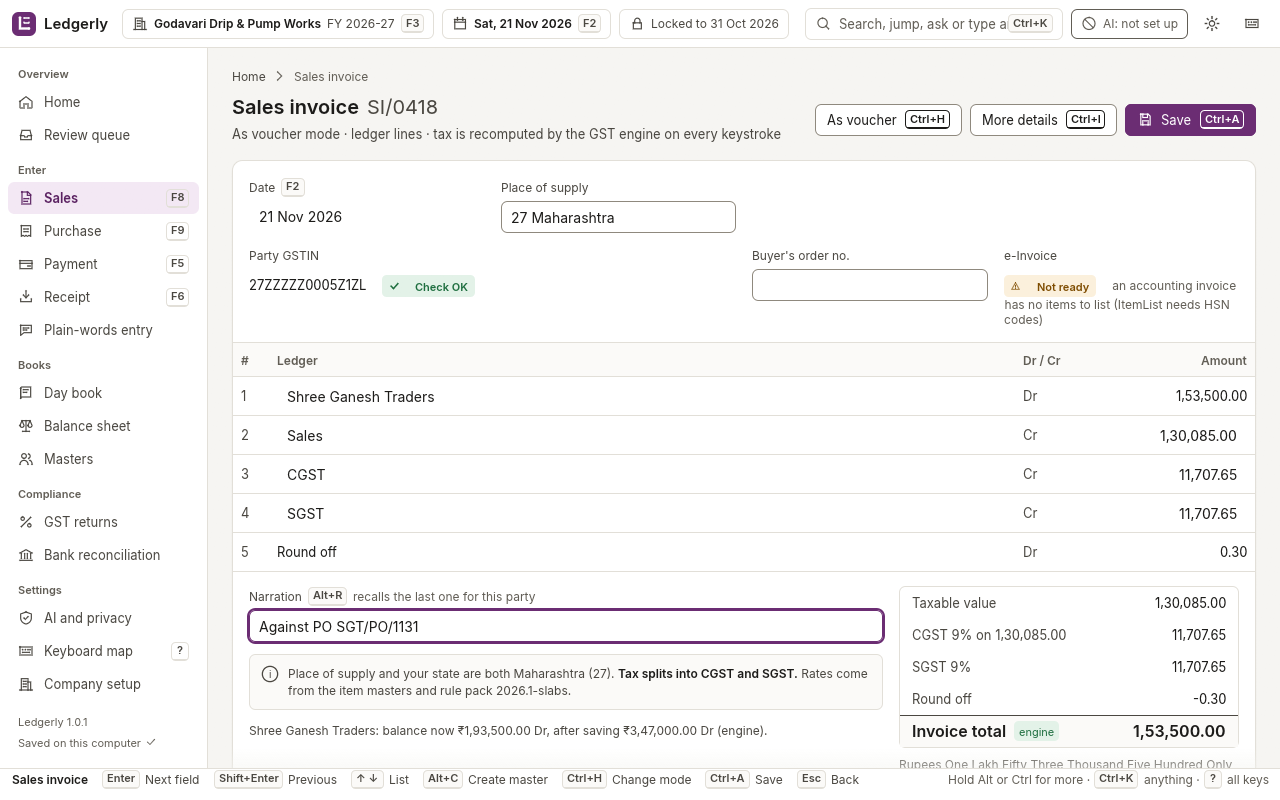 Ledgerly
Godavari Drip & Pump Works FY 2026-27 F3
Sat, 21 Nov 2026 F2
Locked to 31 Oct 2026
Search, jump, ask or type a Ctrl+K
AI: not set up
Overview
Home
Review queue
Enter
Sales F8
Purchase F9
Payment F5
Receipt F6
Plain-words entry
Books
Day book
Balance sheet
Masters
Compliance
GST returns
Bank reconciliation
Settings
AI and privacy
Keyboard map ?
Company setup
Ledgerly 1.0.1
Saved on this computer
Home > Sales invoice
Sales invoice SI/0418
As voucher mode · ledger lines · tax is recomputed by the GST engine on every keystroke
As voucher Ctrl+H
More details Ctrl+I
Save Ctrl+A
Date F2
21 Nov 2026
Place of supply
27 Maharashtra
Party GSTIN
27ZZZZZ0005Z1ZL Check OK
Buyer's order no.
e-Invoice
Not ready an accounting invoice
has no items to list (ItemList needs HSN
codes)
# Ledger Dr / Cr Amount
1 Shree Ganesh Traders Dr 1,53,500.00
2 Sales Cr 1,30,085.00
3 CGST Cr 11,707.65
4 SGST Cr 11,707.65
5 Round off Dr 0.30
Narration Alt+R recalls the last one for this party
Against PO SGT/PO/1131
Place of supply and your state are both Maharashtra (27). Tax splits into CGST and SGST. Rates come
from the item masters and rule pack 2026.1-slabs.
Shree Ganesh Traders: balance now ₹1,93,500.00 Dr, after saving ₹3,47,000.00 Dr (engine).
Taxable value 1,30,085.00
CGST 9% on 1,30,085.00 11,707.65
SGST 9% 11,707.65
Round off -0.30
Invoice total engine 1,53,500.00
Rupees One Lakh Fifty Three Thousand Five Hundred Only
Sales invoice Enter Next field Shift+Enter Previous ↑ ↓ List Alt+C Create master Ctrl+H Change mode Ctrl+A Save Esc Back
Hold Alt or Ctrl for more · Ctrl+K anything · ? all keys